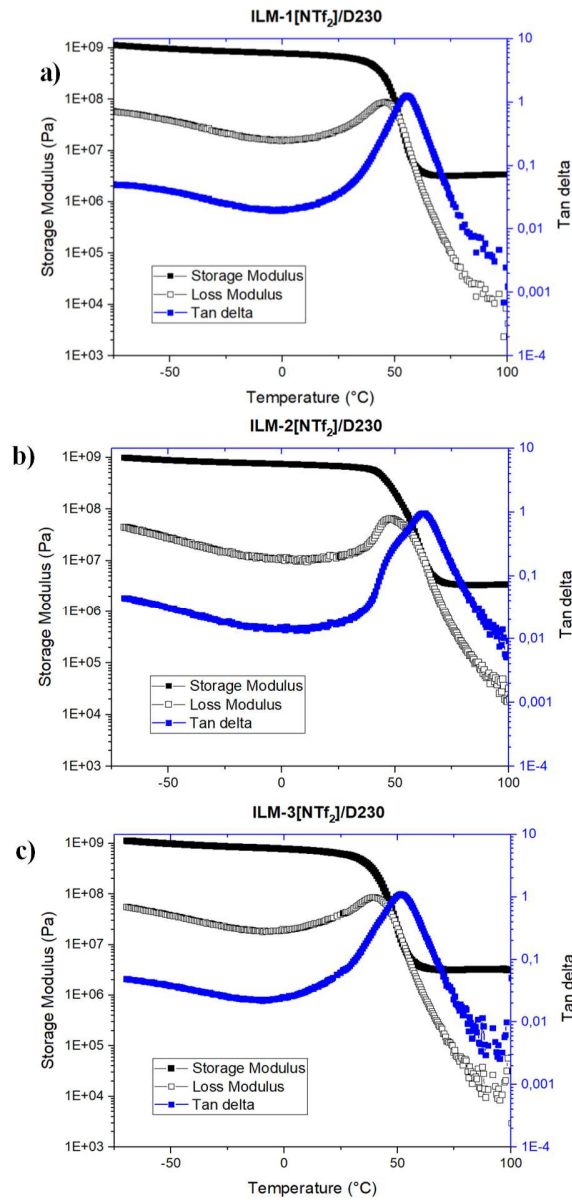 ILM-1[NTf₂]/D230
a)
1E+09
1E+08
1E+07
1E+06
1E+05
1E+04
1E+03
Storage Modulus (Pa)
10
1
0,1
0,01
0,001
1E-4
Tan delta
Storage Modulus
Loss Modulus
Tan delta
-50
0
50
100
Temperature (°C)
ILM-2[NTf₂]/D230
b)
1E+09
1E+08
1E+07
1E+06
1E+05
1E+04
1E+03
Storage Modulus (Pa)
10
1
0,1
0,01
0,001
1E-4
Tan delta
Storage Modulus
Loss Modulus
Tan delta
-50
0
50
100
Temperature (°C)
ILM-3[NTf₂]/D230
c)
1E+09
1E+08
1E+07
1E+06
1E+05
1E+04
1E+03
Storage Modulus (Pa)
10
1
0,1
0,01
0,001
1E-4
Tan delta
Storage Modulus
Loss Modulus
Tan delta
-50
0
50
100
Temperature (°C)